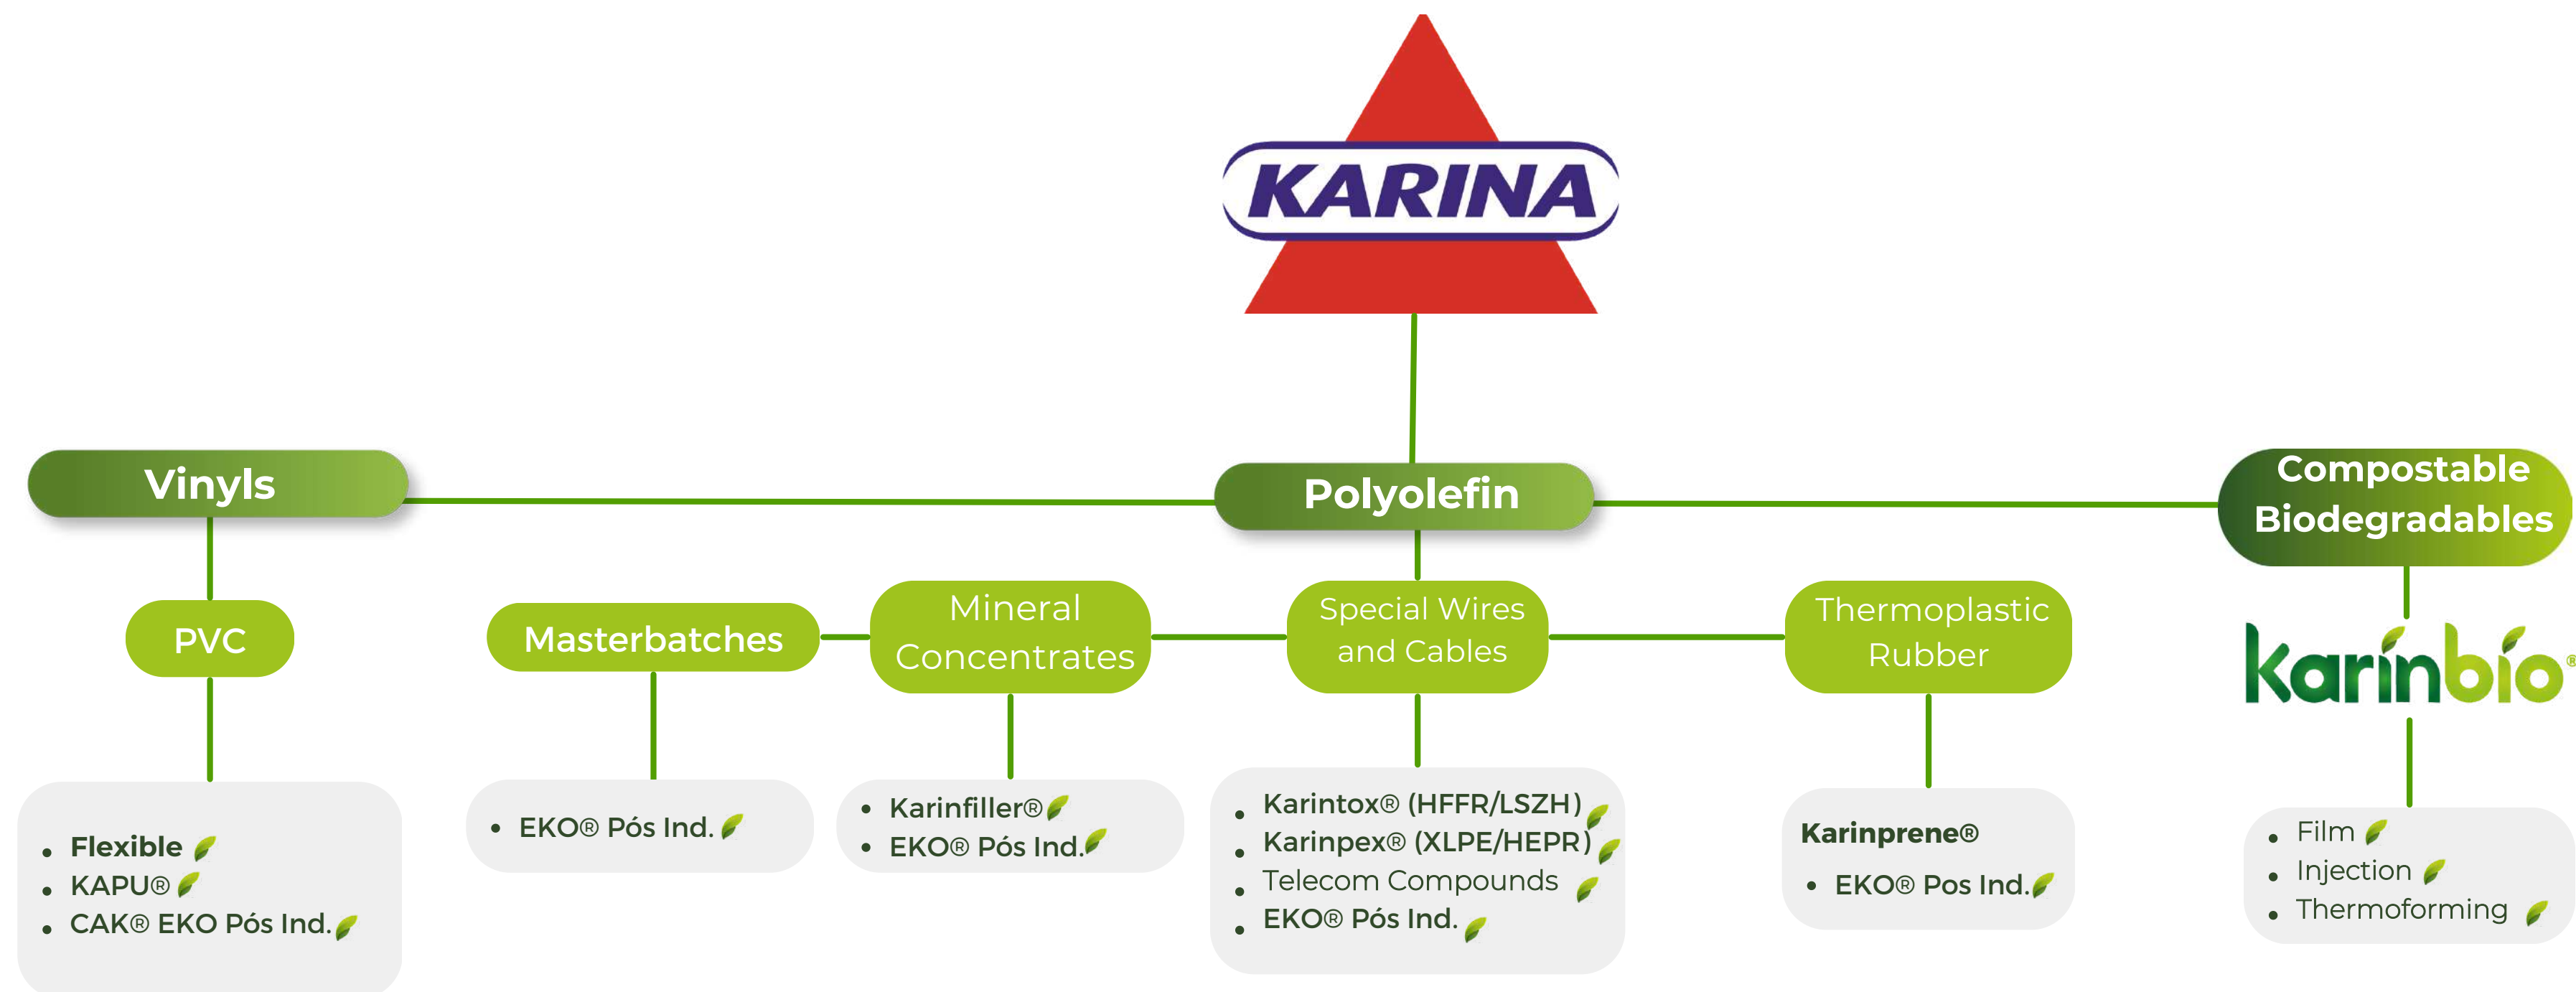 KARINA
Vinyls
Polyolefin
Compostable
Biodegradables
PVC
Masterbatches
Mineral
Concentrates
Special Wires
and Cables
Thermoplastic
Rubber
karinbio®
• Flexible
• KAPU®
• CAK® EKO Pós Ind.
• EKO® Pós Ind.
• Karinfiller®
• EKO® Pós Ind.
• Karintox® (HFFR/LSZH)
• Karinpex® (XLPE/HEPR)
• Telecom Compounds
• EKO® Pós Ind.
Karinprene®
• EKO® Pos Ind.
• Film
• Injection
• Thermoforming